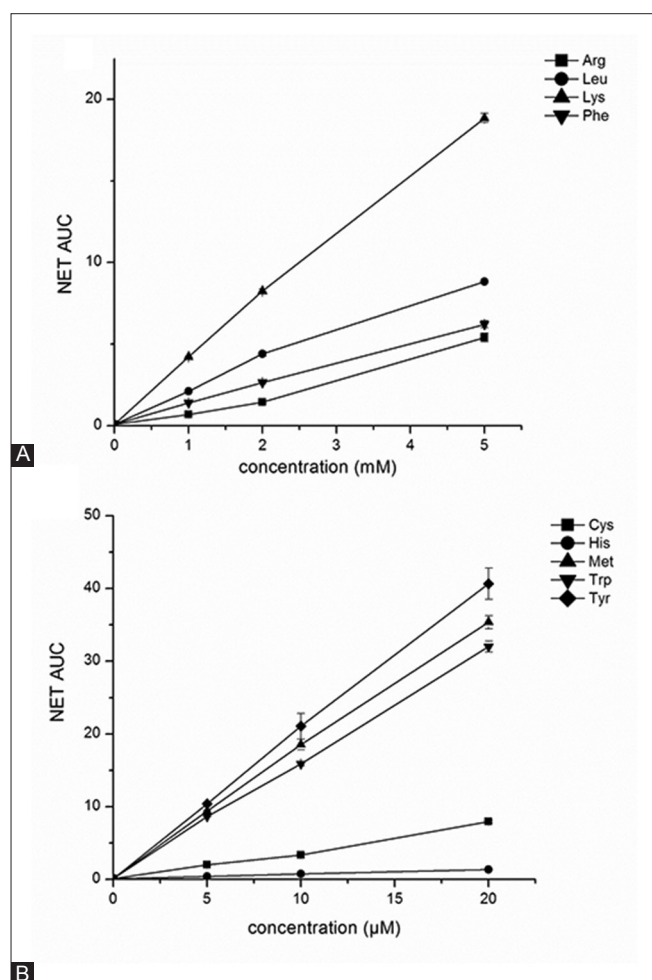 Arg
Leu
Lys
Phe
20
10
0
NET AUC
0 1 2 3 4 5
concentration (mM)
A
Cys
His
Met
Trp
Tyr
50
40
30
20
10
0
NET AUC
0 5 10 15 20
concentration (µM)
B